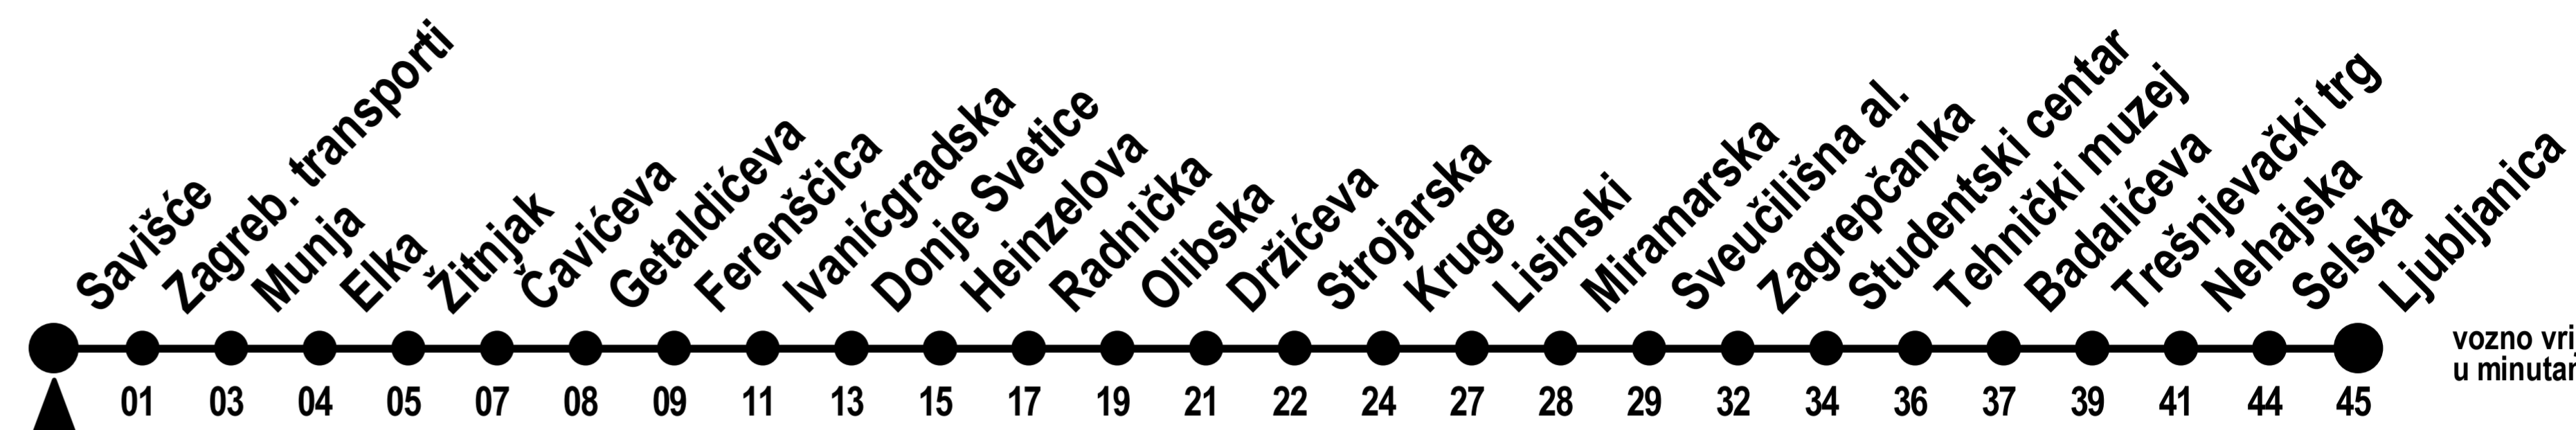 Savišće
Zagreb. transporti
Munja
Elka
Žitnjak
Čavićeva
Getaldićeva
Ferenščica
Ivanićgradska
Donje Svetice
Heinzelova
Radnička
Olibska
Držićeva
Strojarska
Kruge
Lisinski
Miramarska
Sveučilišna al.
Zagrepčanka
Studentski centar
Tehnički muzej
Badalićeva
Trešnjevački trg
Nehajska
Selska
Ljubljanica
01 03 04 05 07 08 09 11 13 15 17 19 21 22 24 27 28 29 32 34 36 37 39 41 44 45
vozno
u